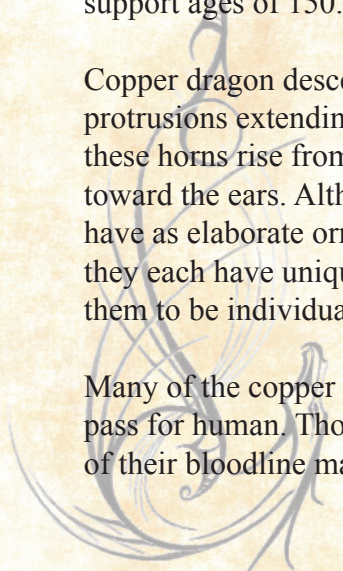 support ages of 150.
Copper dragon desc
protrusions extendin
these horns rise from
toward the ears. Alth
have as elaborate orn
they each have uniqu
them to be individua
Many of the copper
pass for human. Tho
of their bloodline ma